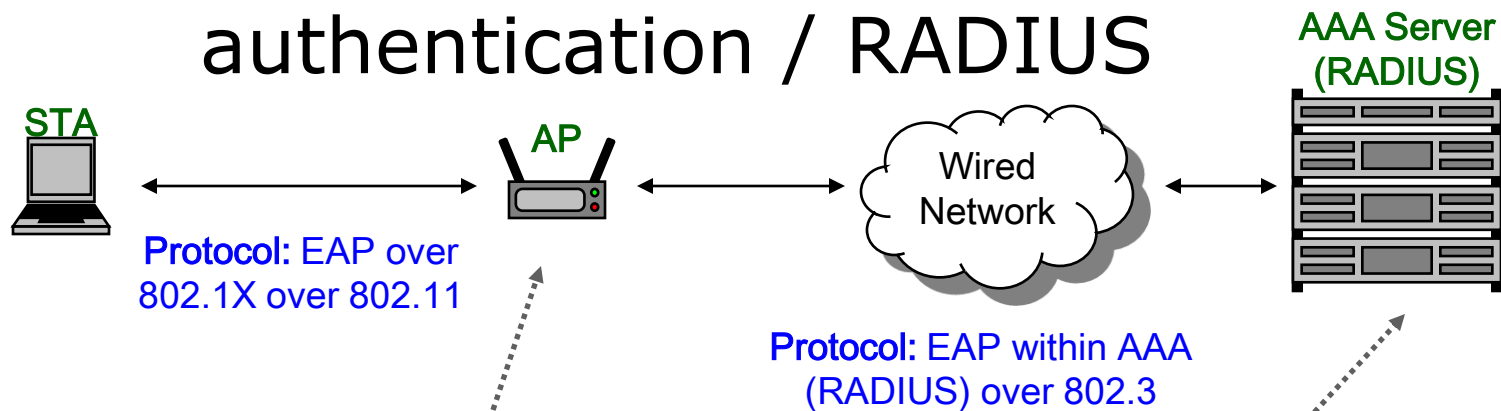 authentication / RADIUS
AAA Server
(RADIUS)
STA
AP
Wired
Network
Protocol: EAP over
802.1X over 802.11
Protocol: EAP within AAA
(RADIUS) over 802.3